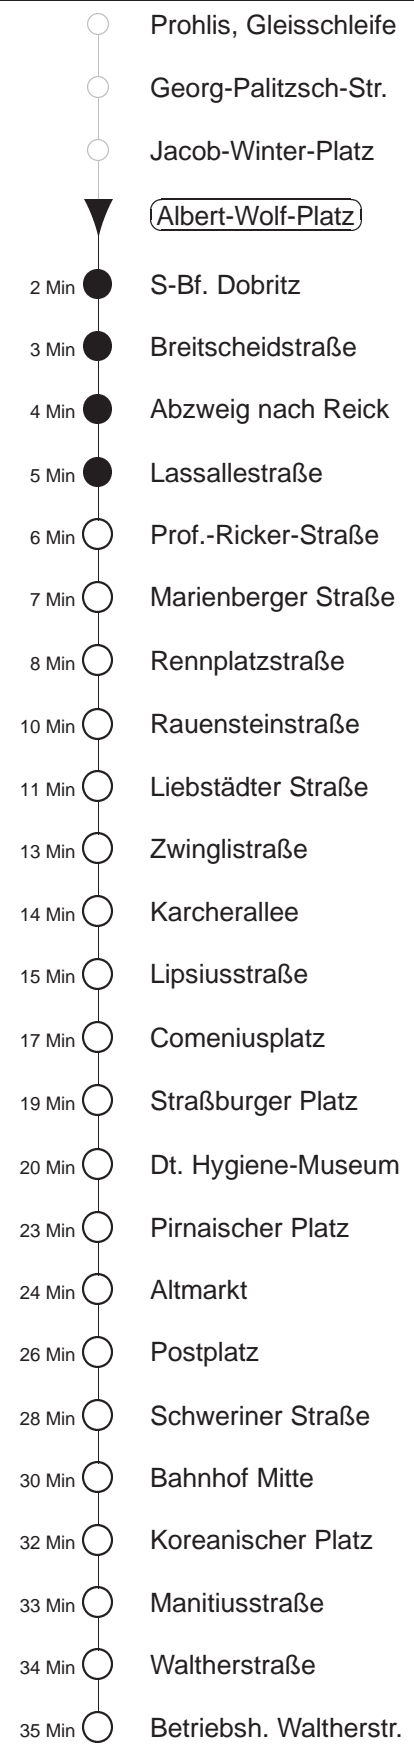 Prohlis, Gleisschleife
Georg-Palitzsch-Str.
Jacob-Winter-Platz
Albert-Wolf-Platz
2 Min S-Bf. Dobritz
3 Min Breitscheidstraße
4 Min Abzweig nach Reick
5 Min Lassallestraße
6 Min Prof.-Ricker-Straße
7 Min Marienberger Straße
8 Min Rennplatzstraße
10 Min Rauensteinstraße
11 Min Liebstädter Straße
13 Min Zwinglistraße
14 Min Karcherallee
15 Min Lipsiusstraße
17 Min Comeniusplatz
19 Min Straßburger Platz
20 Min Dt. Hygiene-Museum
23 Min Pirnaischer Platz
24 Min Altmarkt
26 Min Postplatz
28 Min Schweriner Straße
30 Min Bahnhof Mitte
32 Min Koreanischer Platz
33 Min Manitiusstraße
34 Min Waltherstraße
35 Min Betriebsh. Waltherstr.